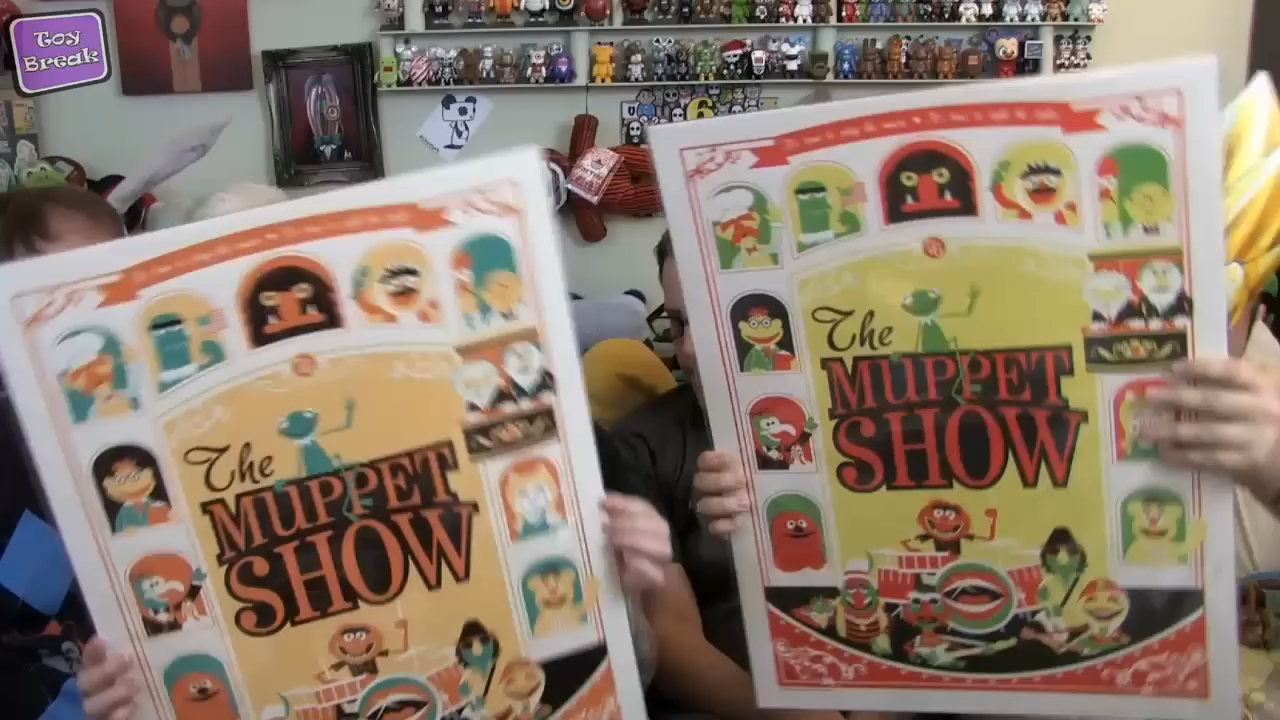 Toy
Break
The
MUPPET
SHOW
The
MUPPET
SHOW